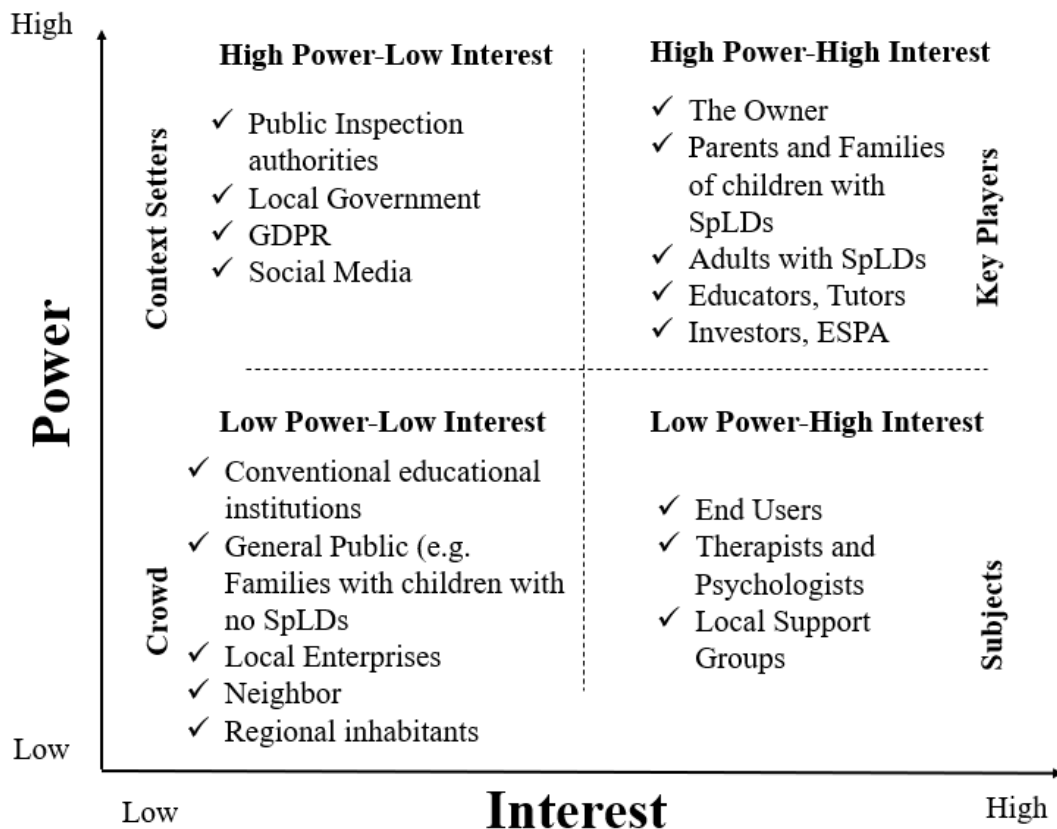 High
High Power-Low Interest
✓ Public Inspection
authorities
✓ Local Government
✓ GDPR
✓ Social Media
Context Setters
High Power-High Interest
✓ The Owner
✓ Parents and Families
of children with
SpLDs
✓ Adults with SpLDs
✓ Educators, Tutors
✓ Investors, ESPA
Key Players
Power
Low Power-Low Interest
✓ Conventional educational
institutions
✓ General Public (e.g.
Families with children with
no SpLDs
✓ Local Enterprises
✓ Neighbor
✓ Regional inhabitants
Crowd
Low Power-High Interest
✓ End Users
✓ Therapists and
Psychologists
✓ Local Support
Groups
Subjects
Low
Low
Interest
High